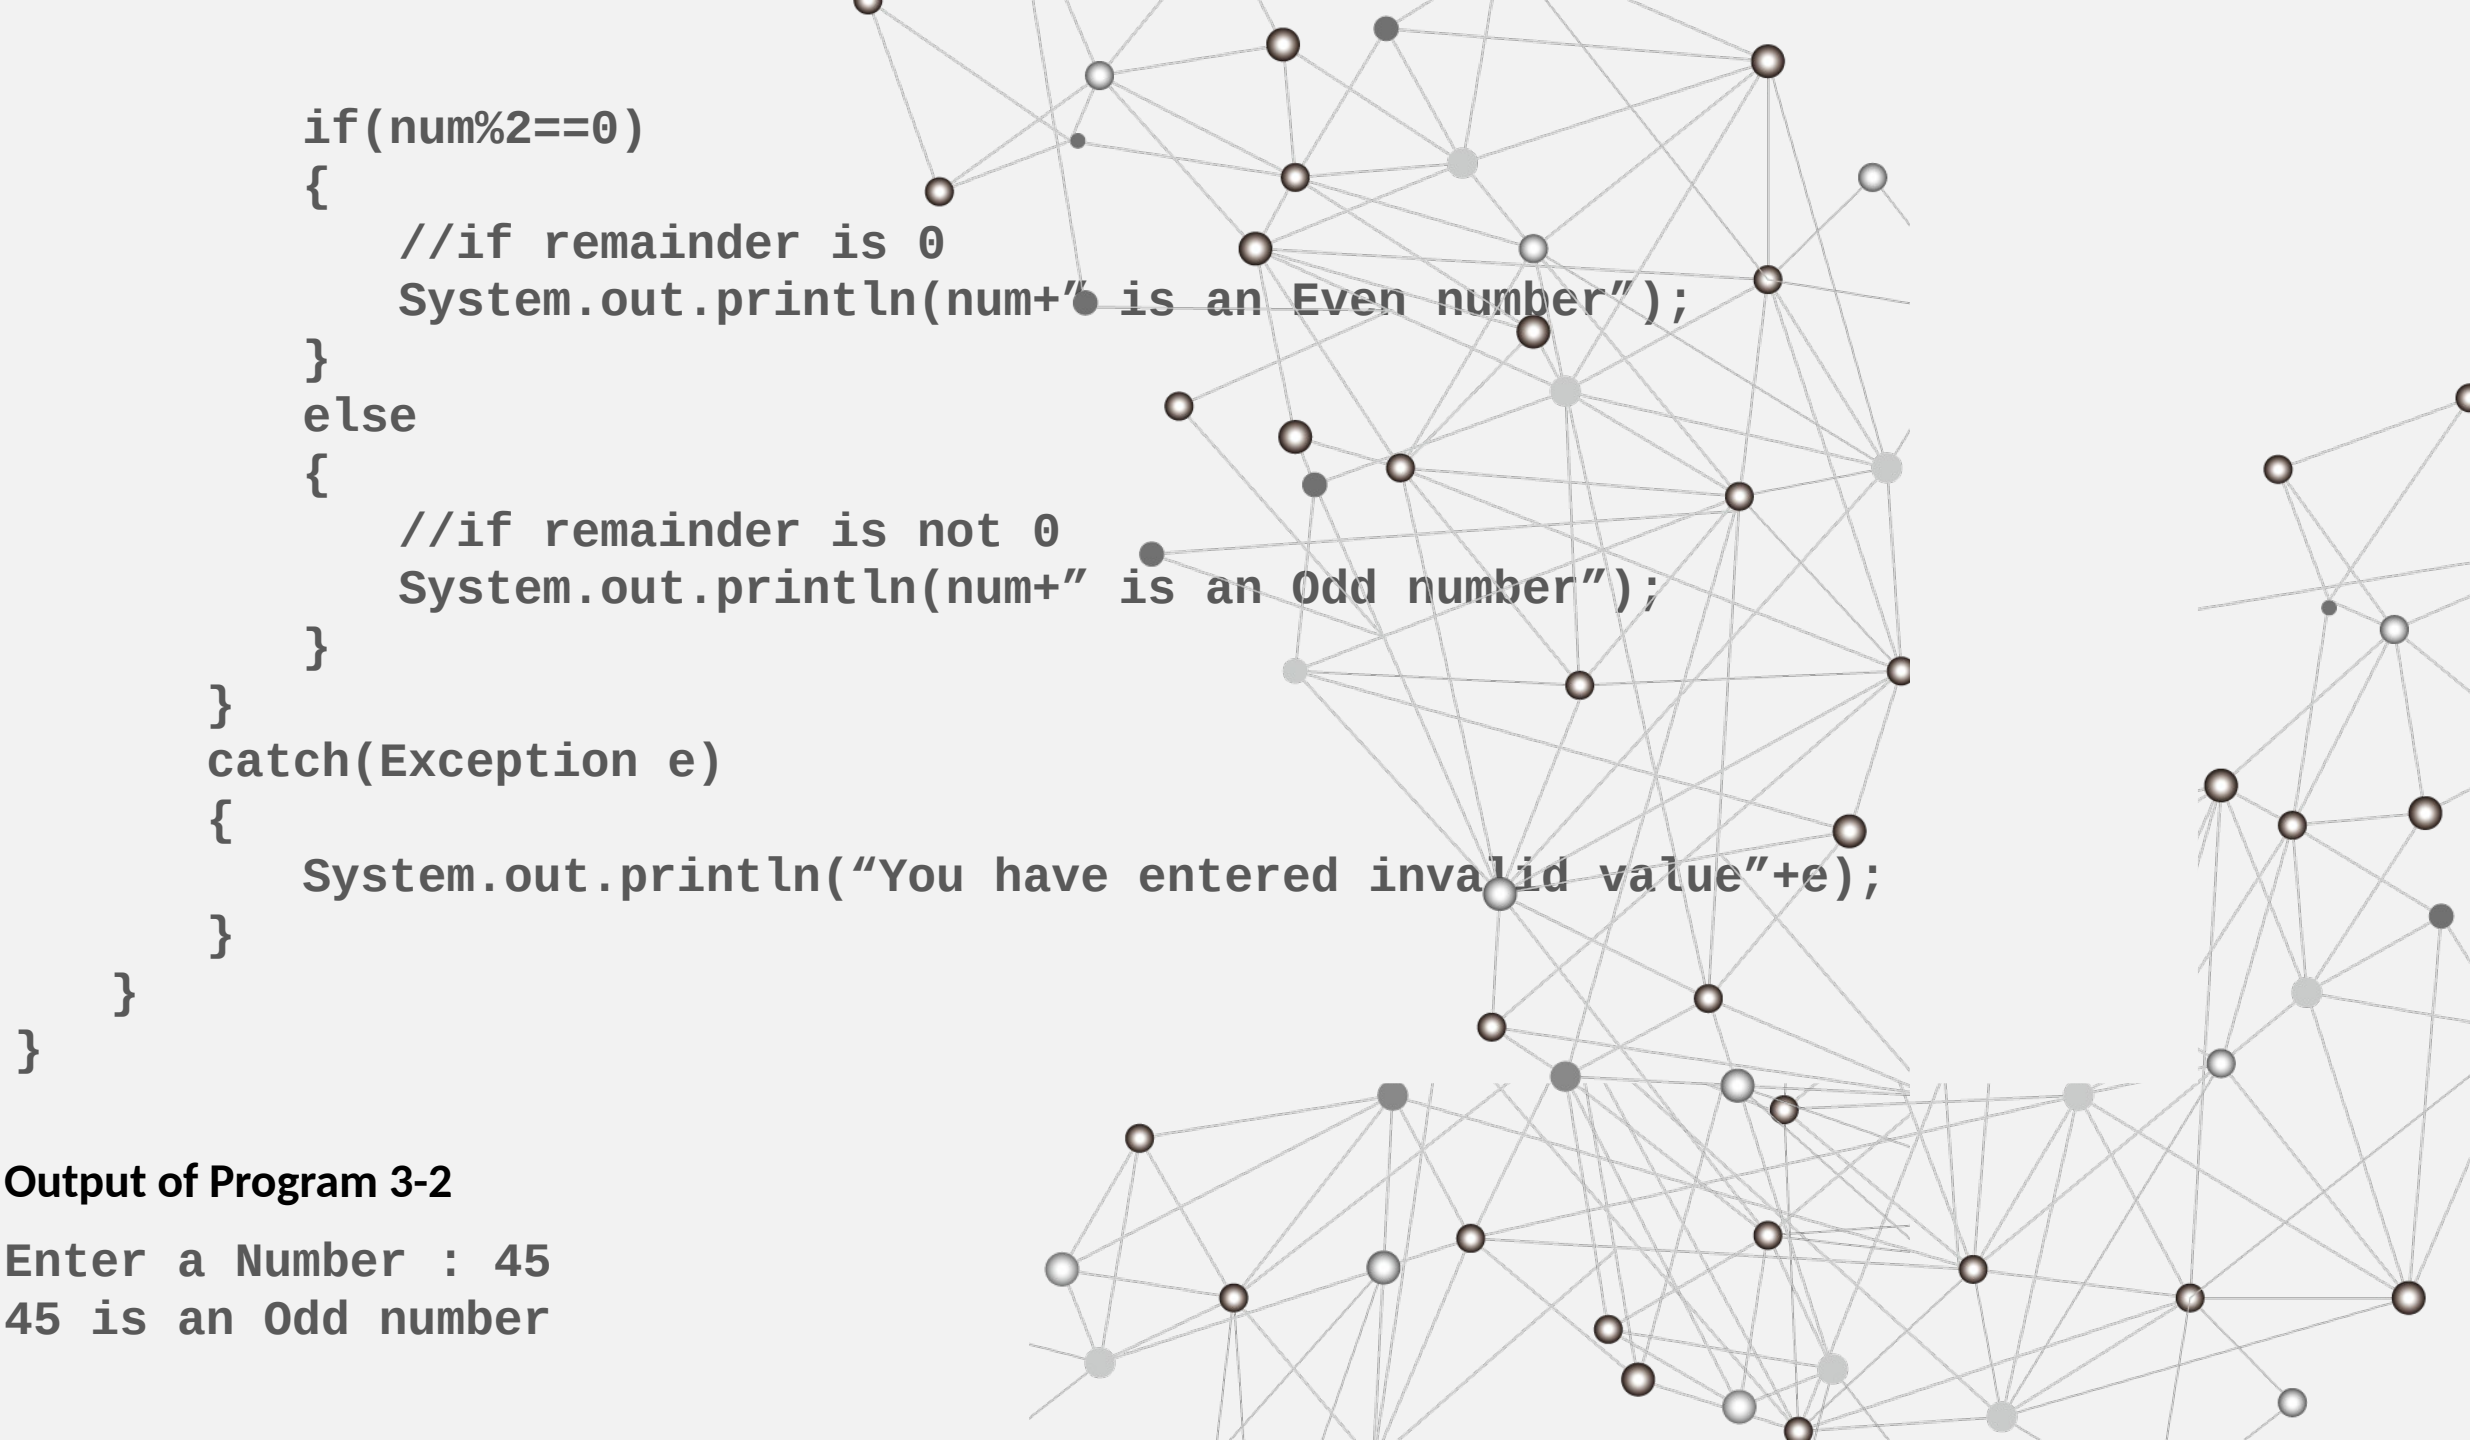 if(num%2==0)
{
//if remainder is 0
System.out.println(num+” is an Even number”);
}
else
{
//if remainder is not 0
System.out.println(num+” is an Odd number”);
}
}
catch(Exception e)
{
System.out.println(“You have entered invalid value”+e);
}
}
}
Output of Program 3-2
Enter a Number : 45
45 is an Odd number